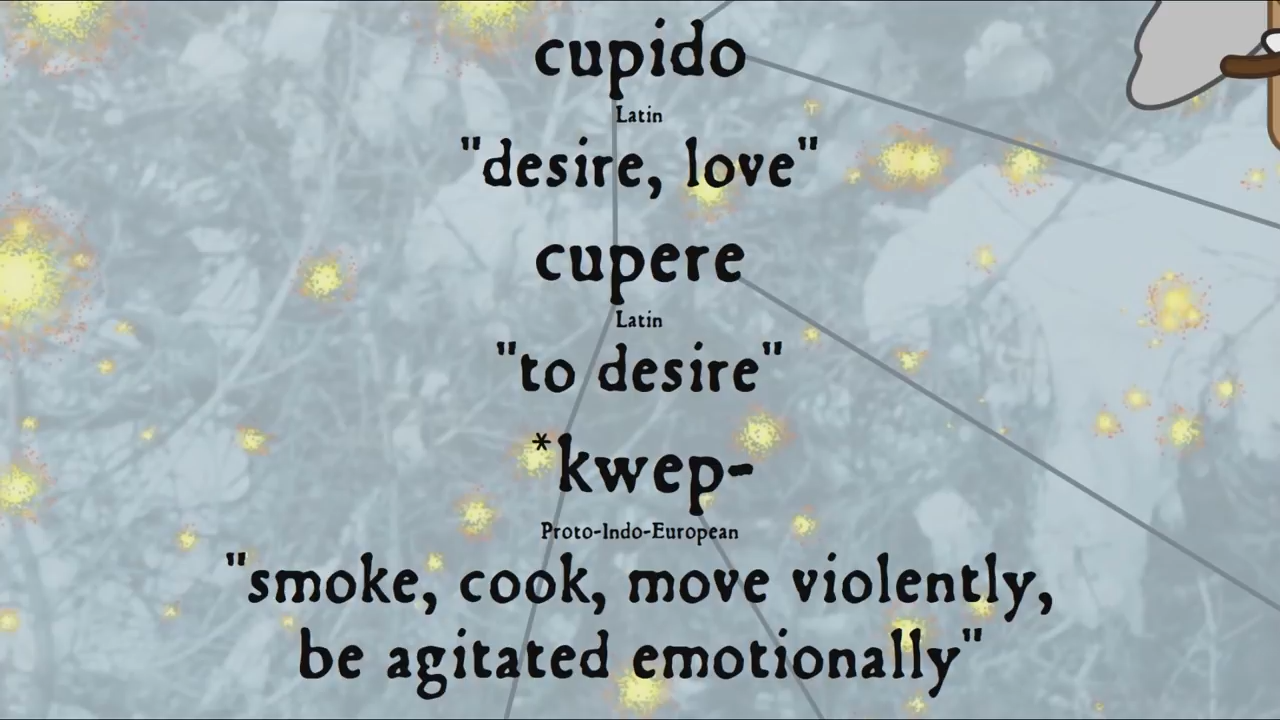 cupido
Latin
"desire, love"
cupere
Latin
"to desire"
*kwep-
Proto-Indo-European
"smoke, cook, move violently,
be agitated emotionally"